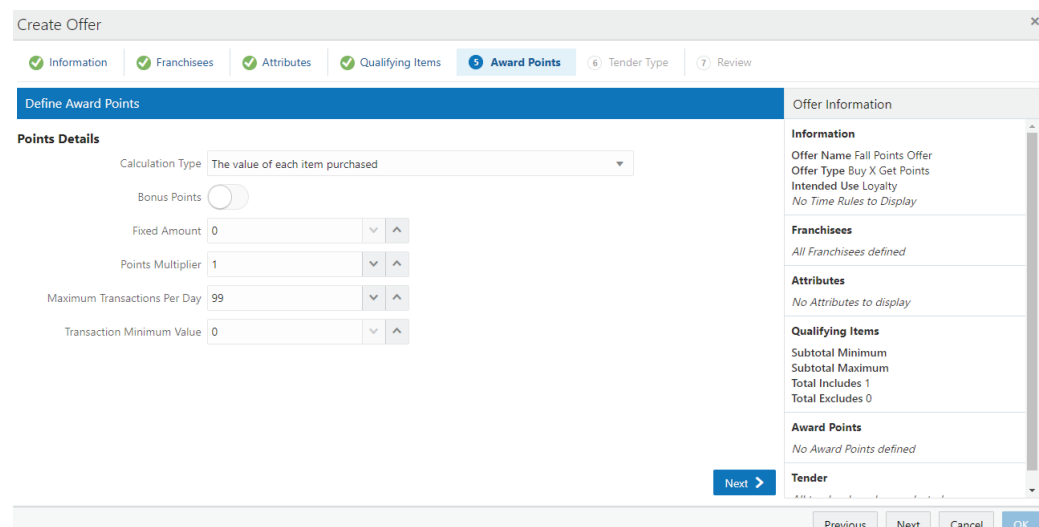 Create Offer
Information
Franchisees
Attributes
Qualifying Items
5 Award Points
6 Tender Type
7 Review
Define Award Points
Points Details
Calculation Type The value of each item purchased
Bonus Points
Fixed Amount 0
Points Multiplier 1
Maximum Transactions Per Day 99
Transaction Minimum Value 0
Next
Offer Information
Information
Offer Name Fall Points Offer
Offer Type Buy X Get Points
Intended Use Loyalty
No Time Rules to Display
Franchisees
All Franchisees defined
Attributes
No Attributes to display
Qualifying Items
Subtotal Minimum
Subtotal Maximum
Total Includes 1
Total Excludes 0
Award Points
No Award Points defined
Tender
Previous
Next
Cancel
OK